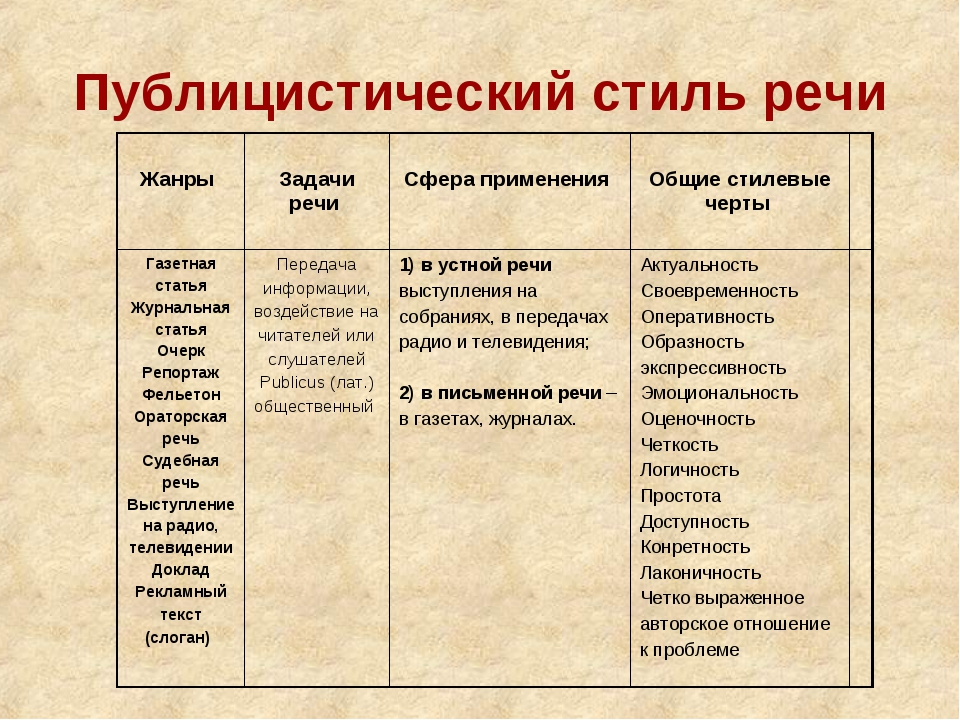 Публицистический стиль речи
Жанры
Задачи
речи
Сфера применения
Общие стилевые
черты
Газетная
статья
Журнальная
статья
Очерк
Репортаж
Фельетон
Ораторская
речь
Судебная
речь
Выступление
на радио,
телевидении
Доклад
Рекламный
текст
(слоган)
Передача
информации,
воздействие на
читателей или
слушателей
Publicus (лат.)
общественный
1) в устной речи
выступления на
собраниях, в передачах
радио и телевидения;
2) в письменной речи –
в газетах, журналах.
Актуальность
Своевременность
Оперативность
Образность
экспрессивность
Эмоциональность
Оценочность
Четкость
Логичность
Простота
Доступность
Конретность
Лаконичность
Четко выраженное
авторское отношение
к проблеме